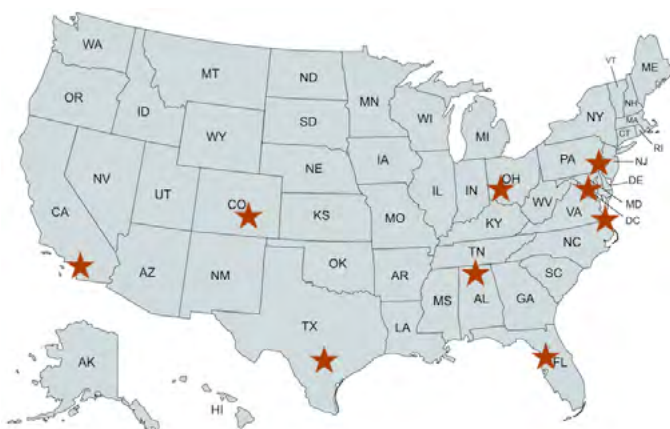 WA
MT
ND
MN
VT
ME
OR
ID
SD
WI
MI
NY
NH
MA
CT
RI
WY
NE
IA
PA
NJ
NV
UT
CO
IL
IN
OH
WV
DE
MD
DC
CA
KS
MO
KY
VA
AZ
NM
OK
AR
TN
NC
SC
TX
LA
MS
AL
GA
AK
HI
FL